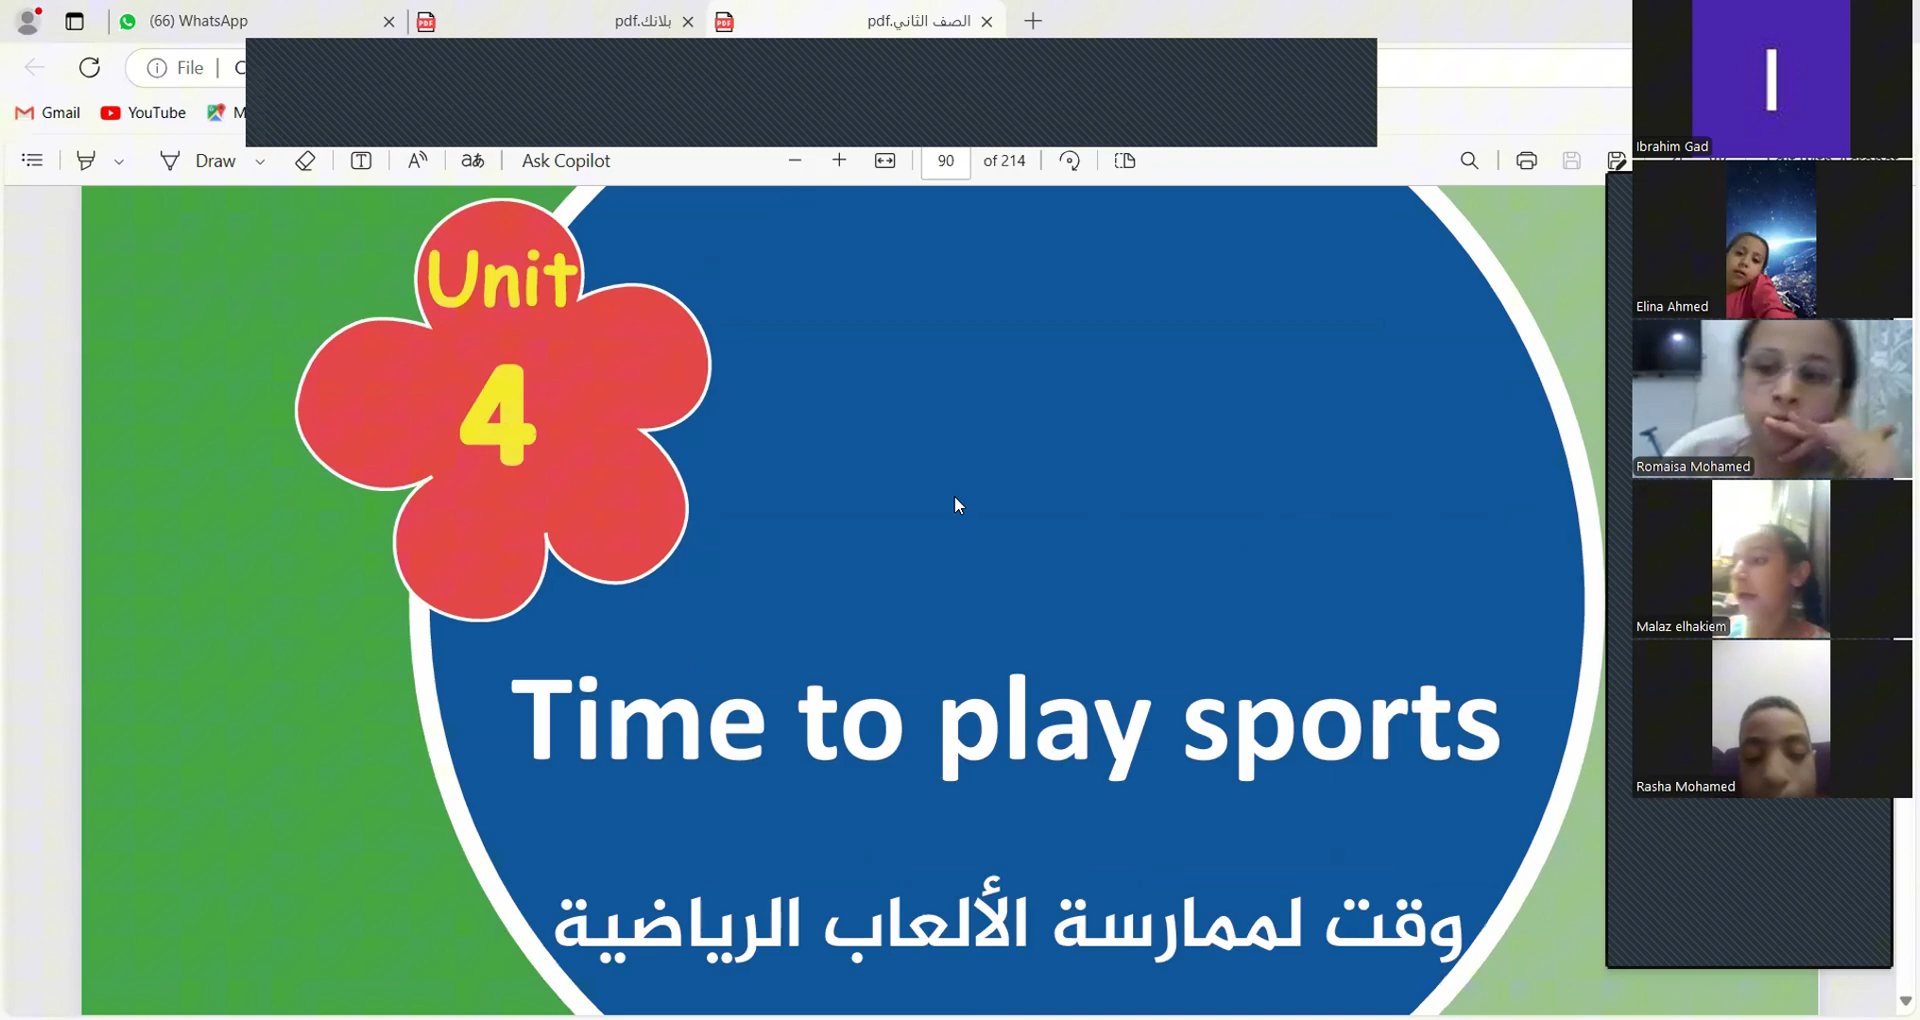 (66) WhatsApp
بلانك.pdf
الصف الثاني.pdf
File
Gmail
YouTube
M
Draw
Ask Copilot
90 of 214
Unit
4
Time to play sports
وقت لممارسة الألعاب الرياضية
Ibrahim Gad
Elina Ahmed
Romaisa Mohamed
Malaz elhakiem
Rasha Mohamed